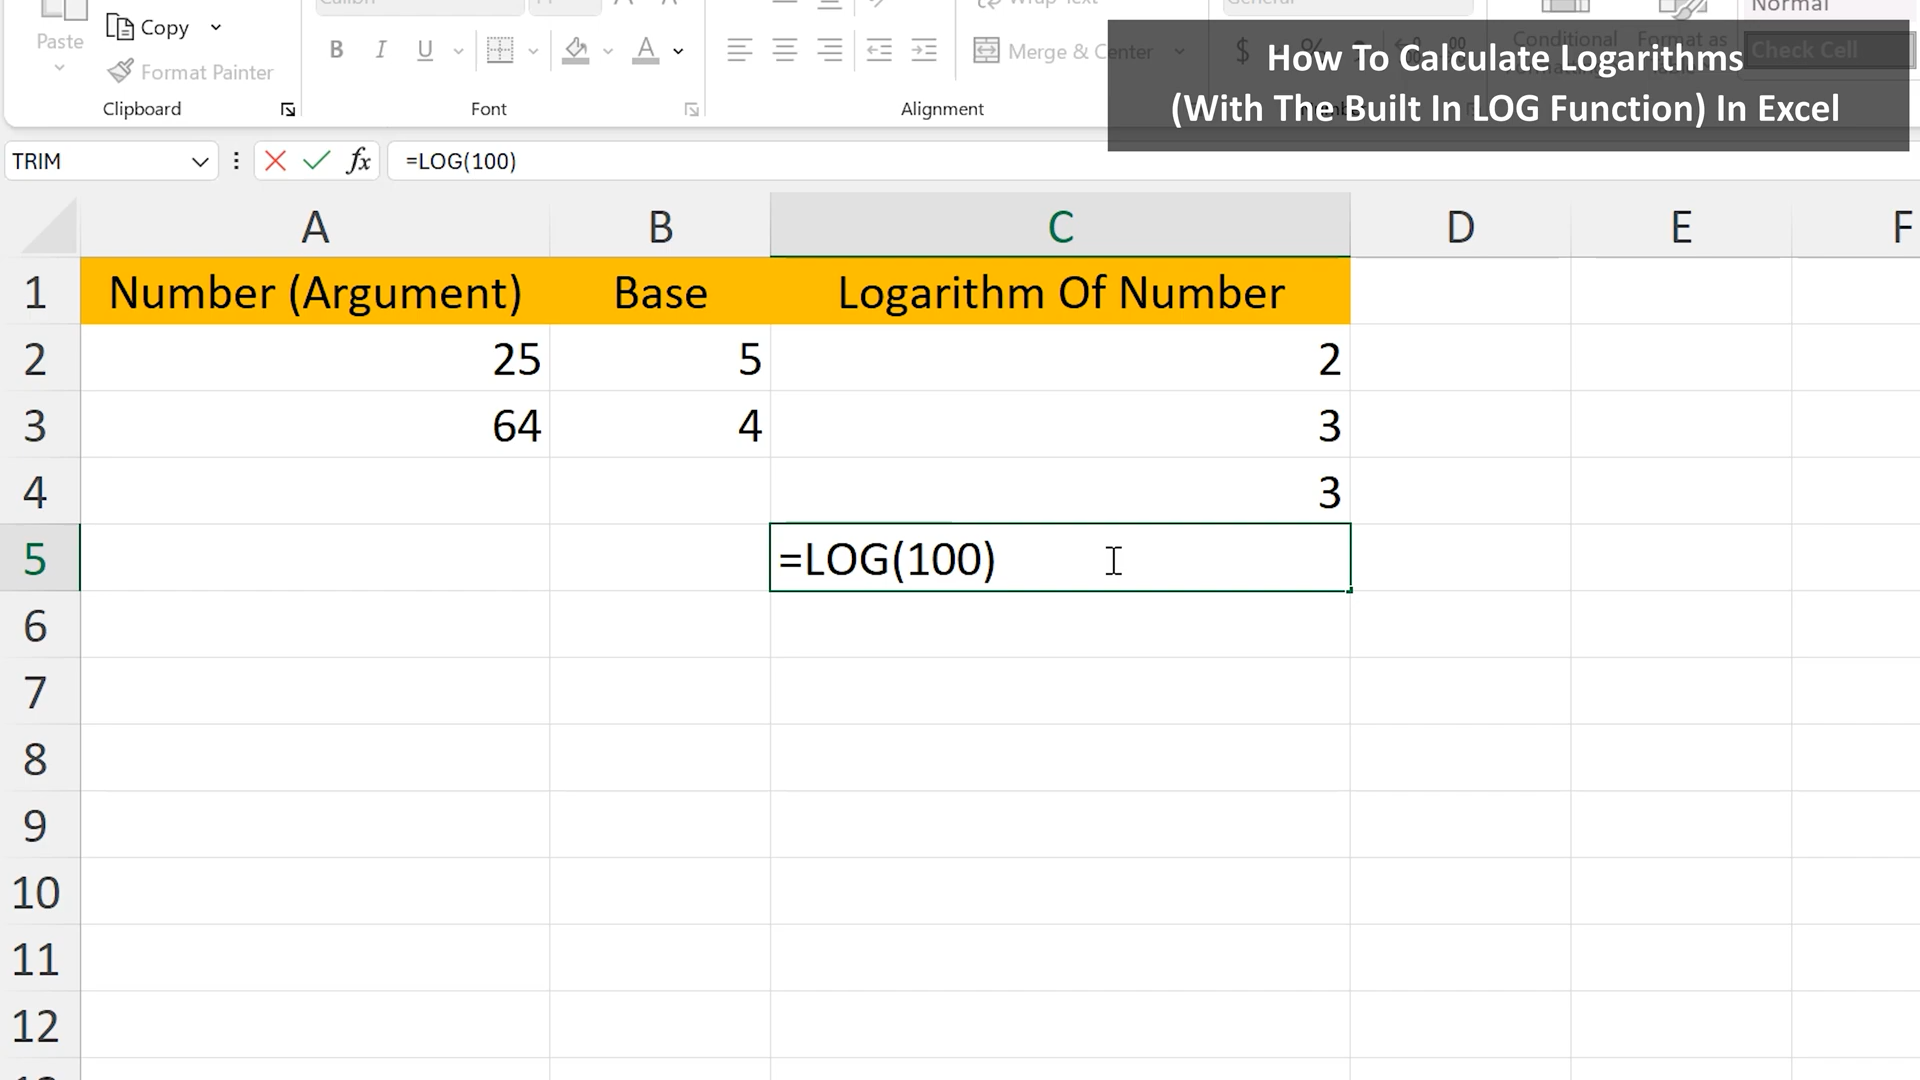 Calibri
Wrap Text
General
Normal
Paste
Copy
Format Painter
B I U
A
Merge & Center
$ %
Conditional
Format as
Check Cell
How To Calculate Logarithms
(With The Built In LOG Function) In Excel
Clipboard
Font
Alignment
TRIM
fx
=LOG(100)
A B C D E F
1 Number (Argument) Base Logarithm Of Number
2 25 5 2
3 64 4 3
4 3
5 =LOG(100)
6
7
8
9
10
11
12